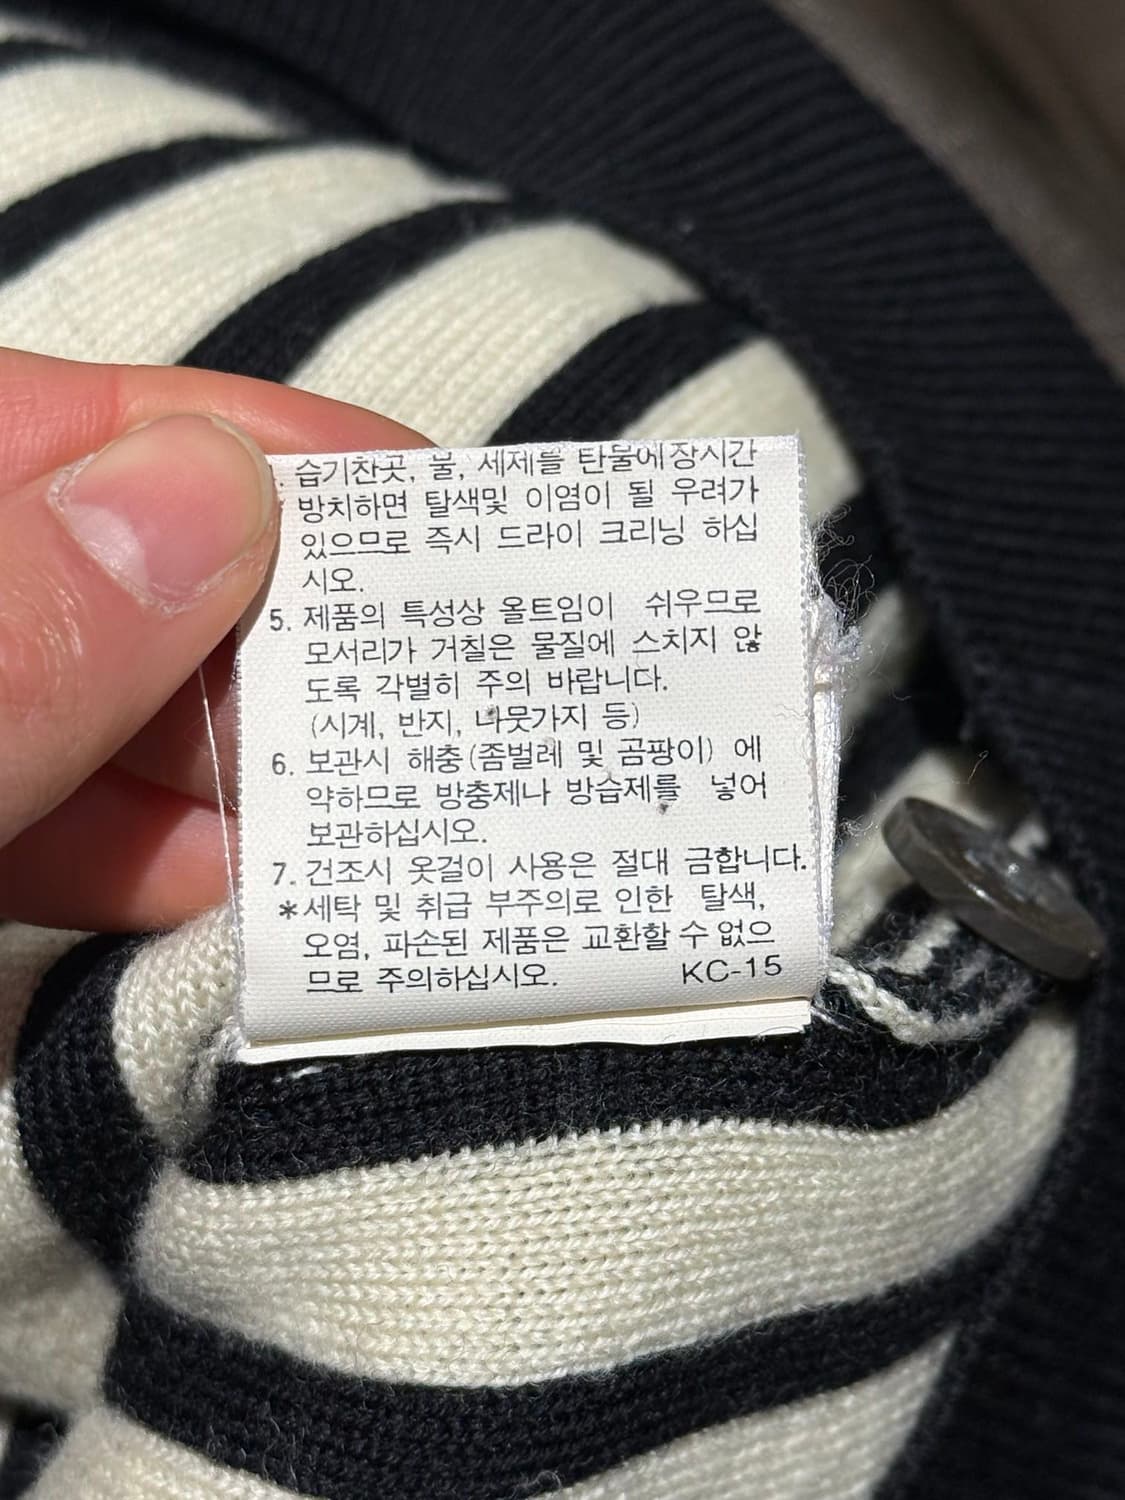 . 습기찬곳, 물, 세제를 탄물에장시간
방치하면 탈색및 이염이 될 우려가
있으므로 즉시 드라이 크리닝 하십
시오.
5. 제품의 특성상 올트임이 쉬우므로
모서리가 거칠은 물질에 스치지 않
도록 각별히 주의 바랍니다.
(시계, 반지, 나뭇가지 등)
6. 보관시 해충(좀벌레 및 곰팡이) 에
약하므로 방충제나 방습제를 넣어
보관하십시오.
7. 건조시 옷걸이 사용은 절대 금합니다.
*세탁 및 취급 부주의로 인한 탈색,
오염, 파손된 제품은 교환할 수 없으
므로 주의하십시오. KC-15